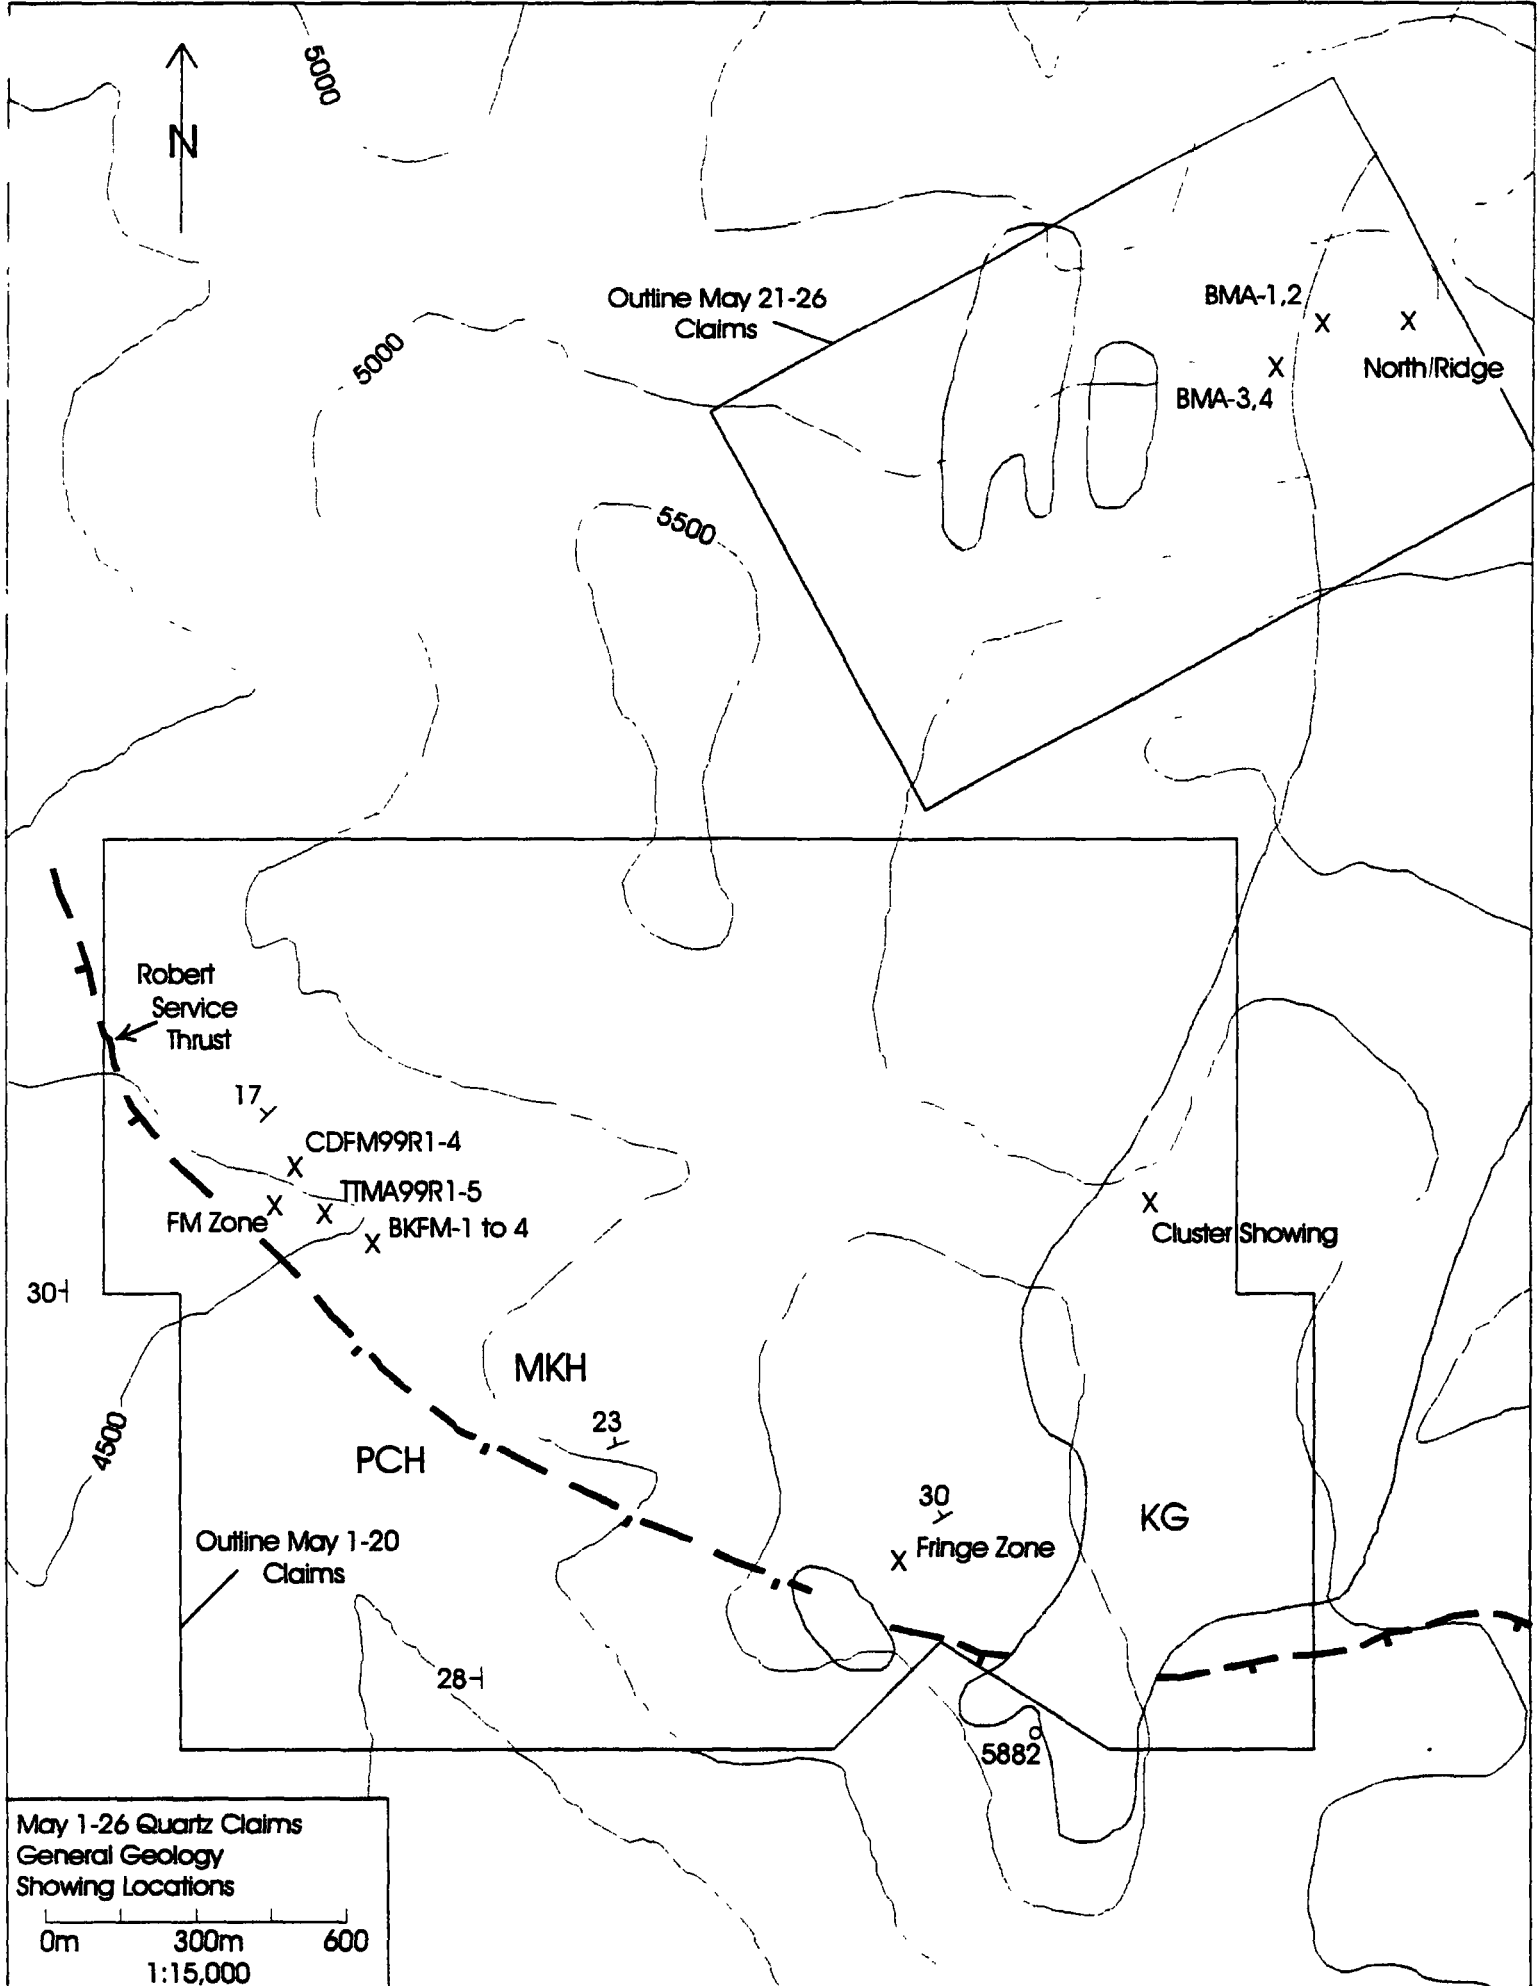 5000
N
Outline May 21-26
Claims
BMA-1,2
X
X
North Ridge
X
BMA-3,4
5000
5500
Robert
Service
Thrust
17
CDFM99R1-4
X
TTMA99R1-5
X
X
FM Zone
BKFM-1 to 4
X
X
Cluster Showing
30
MKH
23
4500
PCH
30
KG
X
Fringe Zone
Outline May 1-20
Claims
28
5882
May 1-26 Quartz Claims
General Geology
Showing Locations
0m 300m 600
1:15,000